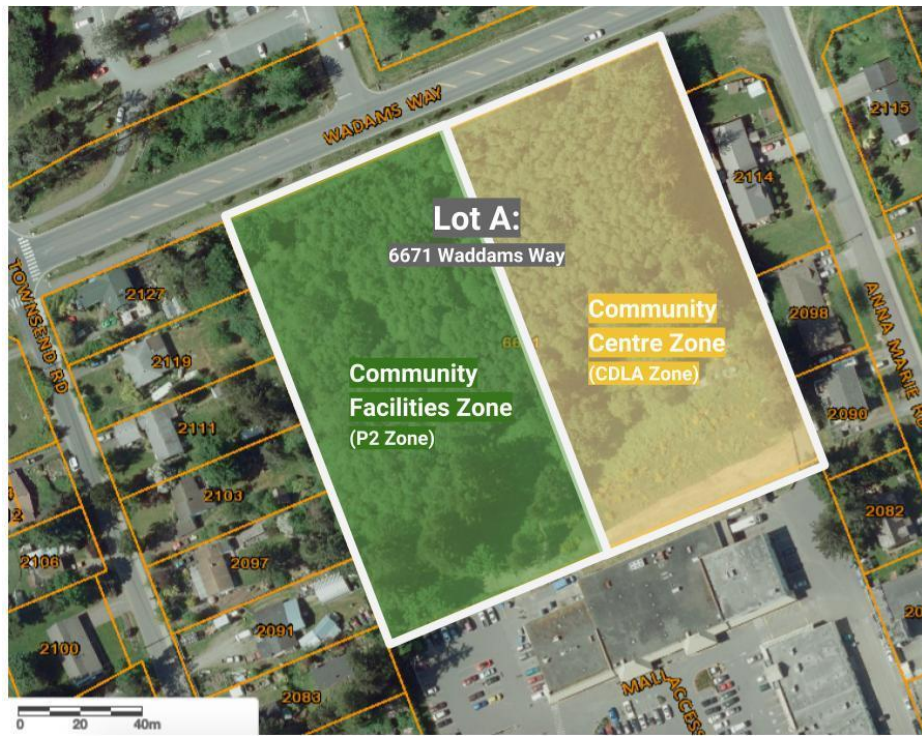 WADAMS WAY
2115
2114
Lot A:
6671 Waddams Way
TOWNSEND RD
2127
ANNA MARIE
2098
Community
Centre Zone
(CDLA Zone)
2119
Community
Facilities Zone
(P2 Zone)
2090
2111
2103
2082
2106
2097
2091
2100
2083
MALL ACCESS
0 20 40m